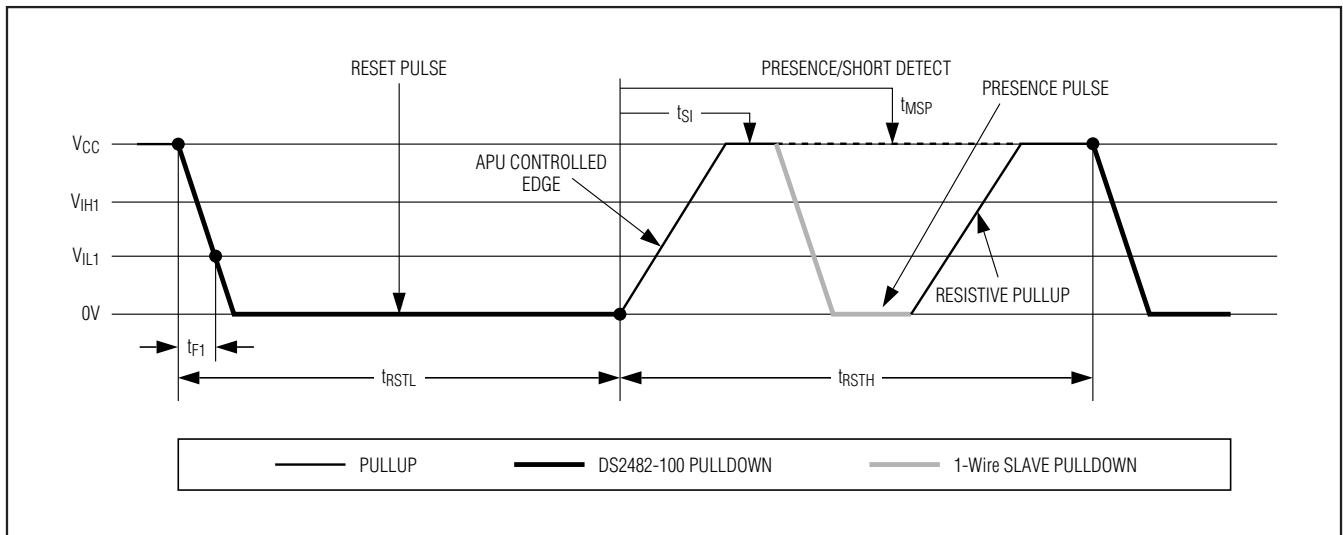 RESET PULSE
PRESENCE/SHORT DETECT
PRESENCE PULSE
tSI
tMSP
VCC
APU CONTROLLED
EDGE
VIH1
VIL1
RESISTIVE PULLUP
0V
tF1
tRSTL
tRSTH
PULLUP
DS2482-100 PULLDOWN
1-Wire SLAVE PULLDOWN